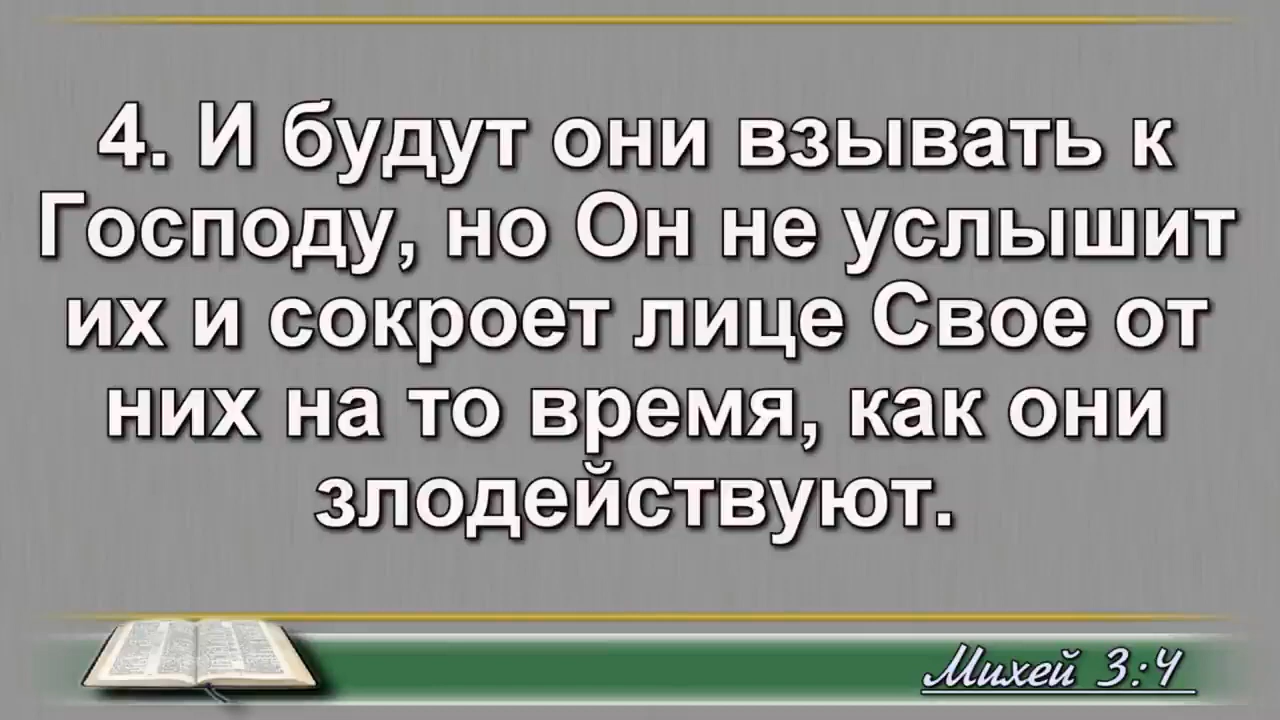 4. И будут они взывать к
Господу, но Он не услышит
их и сокроет лице Свое от
них на то время, как они
злодействуют.
Михей 3:4